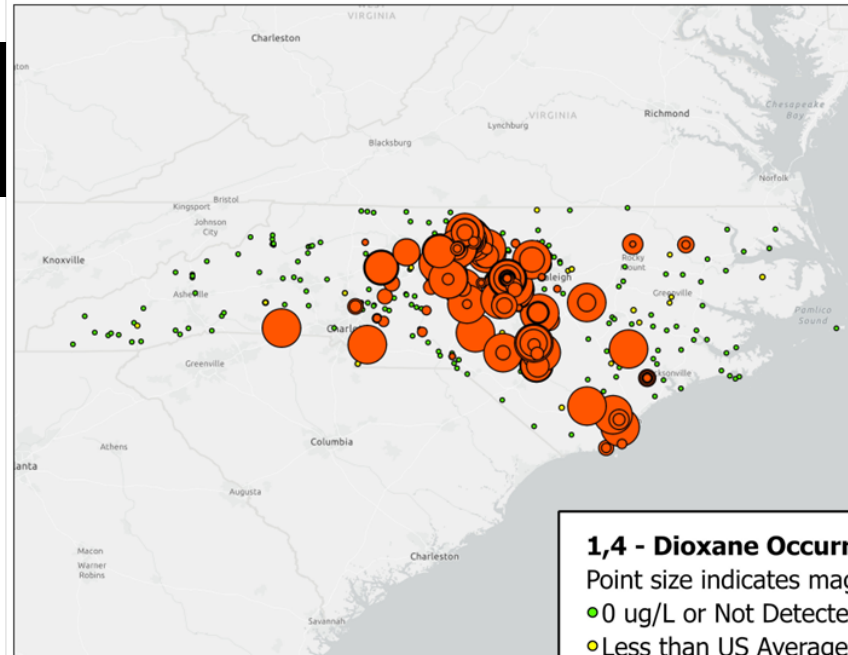 WEST
VIRGINIA
Charleston
Richmond
Chesapeake
Bay
VIRGINIA
Lynchburg
Blacksburg
Norfolk
Bristol
Kingsport
Johnson
City
Knoxville
Rocky
Mount
Asheville
Greenville
Pamlico
Sound
Greenville
Columbia
Athens
Augusta
Macon
Warner
Robins
Charleston
Savannah
1,4 - Dioxane Occurr
Point size indicates mag
0 ug/L or Not Detecte
Less than US Average